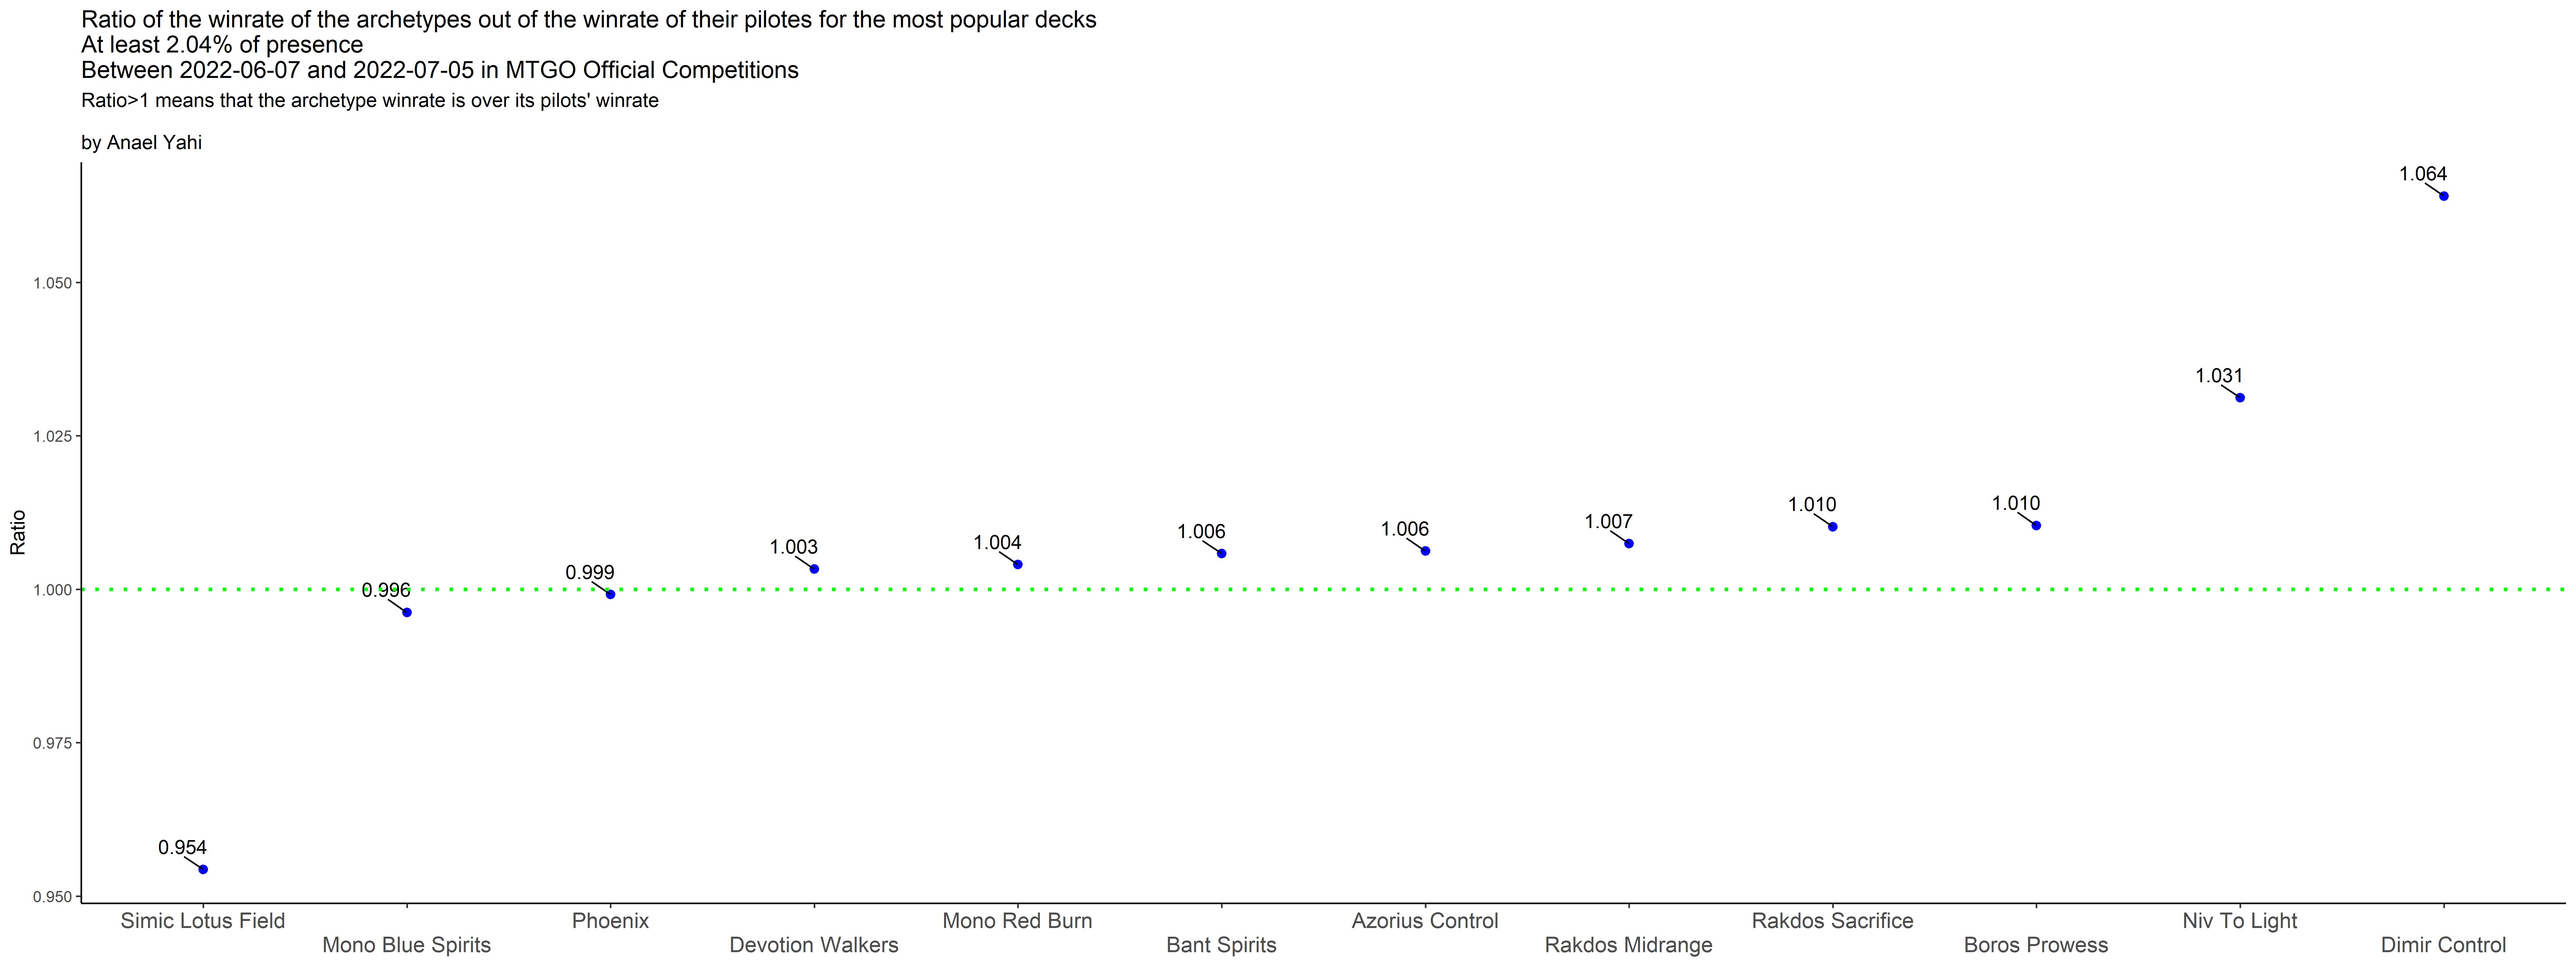 Ratio of the winrate of the archetypes out of the winrate of their pilotes for the most popular decks
At least 2.04% of presence
Between 2022-06-07 and 2022-07-05 in MTGO Official Competitions
Ratio>1 means that the archetype winrate is over its pilots' winrate
by Anael Yahi
1.064
1.050
1.031
1.025
Ratio
1.010
1.010
1.007
1.006
1.006
1.004
1.003
0.999
0.996
1.000
0.975
0.954
0.950
Simic Lotus Field
Mono Blue Spirits
Phoenix
Devotion Walkers
Mono Red Burn
Bant Spirits
Azorius Control
Rakdos Midrange
Rakdos Sacrifice
Boros Prowess
Niv To Light
Dimir Control